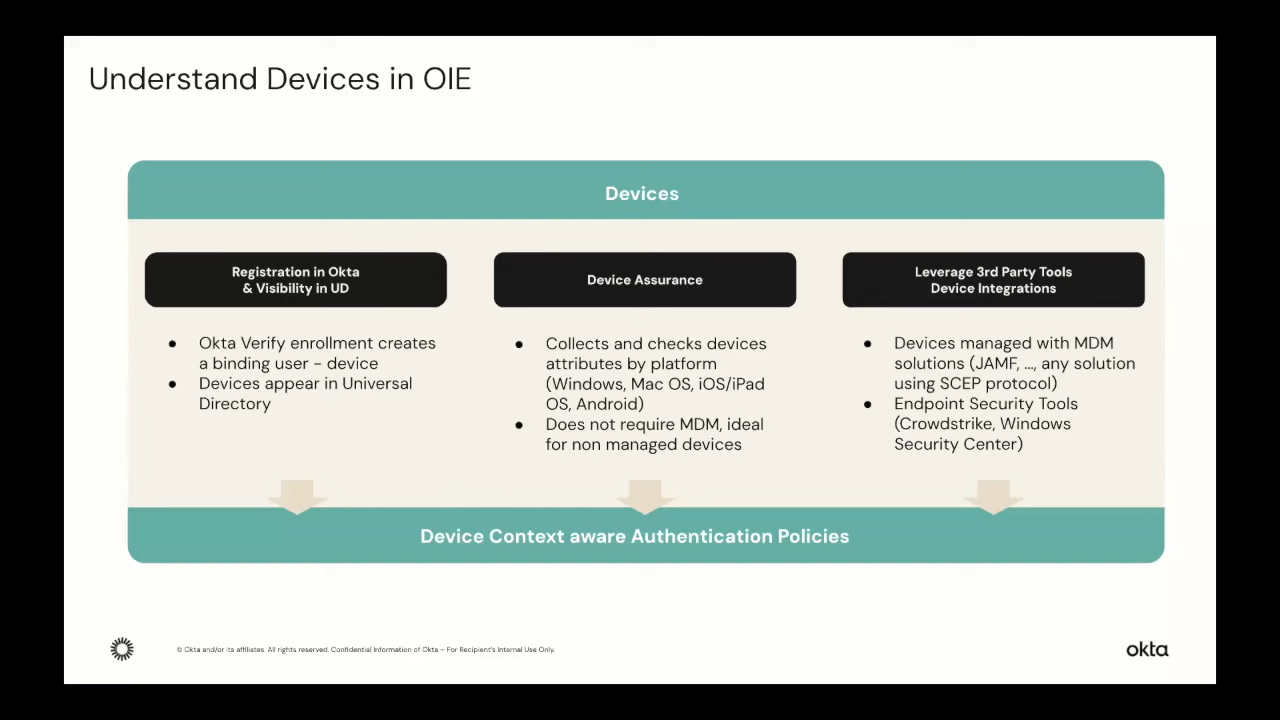 Understand Devices in OIE
Devices
Registration in Okta
& Visibility in UD
● Okta Verify enrollment creates
a binding user - device
● Devices appear in Universal
Directory
Device Assurance
● Collects and checks devices
attributes by platform
(Windows, Mac OS, iOS/iPad
OS, Android)
● Does not require MDM, ideal
for non managed devices
Leverage 3rd Party Tools
Device Integrations
● Devices managed with MDM
solutions (JAMF, ..., any solution
using SCEP protocol)
● Endpoint Security Tools
(Crowdstrike, Windows
Security Center)
Device Context aware Authentication Policies
© Okta and/or its affiliates. All rights reserved. Confidential Information of Okta – For Recipient's Internal Use Only.
okta